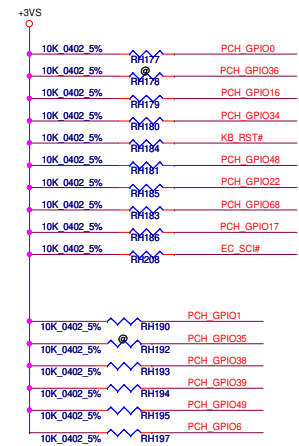 +3VS
10K_0402_5% RH177 PCH_GPIO0
10K_0402_5% @ RH178 PCH_GPIO36
10K_0402_5% RH179 PCH_GPIO16
10K_0402_5% RH180 PCH_GPIO34
10K_0402_5% RH184 KB_RST#
10K_0402_5% RH181 PCH_GPIO48
10K_0402_5% RH185 PCH_GPIO22
10K_0402_5% RH183 PCH_GPIO68
10K_0402_5% RH186 PCH_GPIO17
10K_0402_5% RH208 EC_SCI#
10K_0402_5% RH190 PCH_GPIO1
10K_0402_5% @ RH192 PCH_GPIO35
10K_0402_5% RH193 PCH_GPIO38
10K_0402_5% RH194 PCH_GPIO39
10K_0402_5% RH195 PCH_GPIO49
10K_0402_5% RH197 PCH_GPIO6